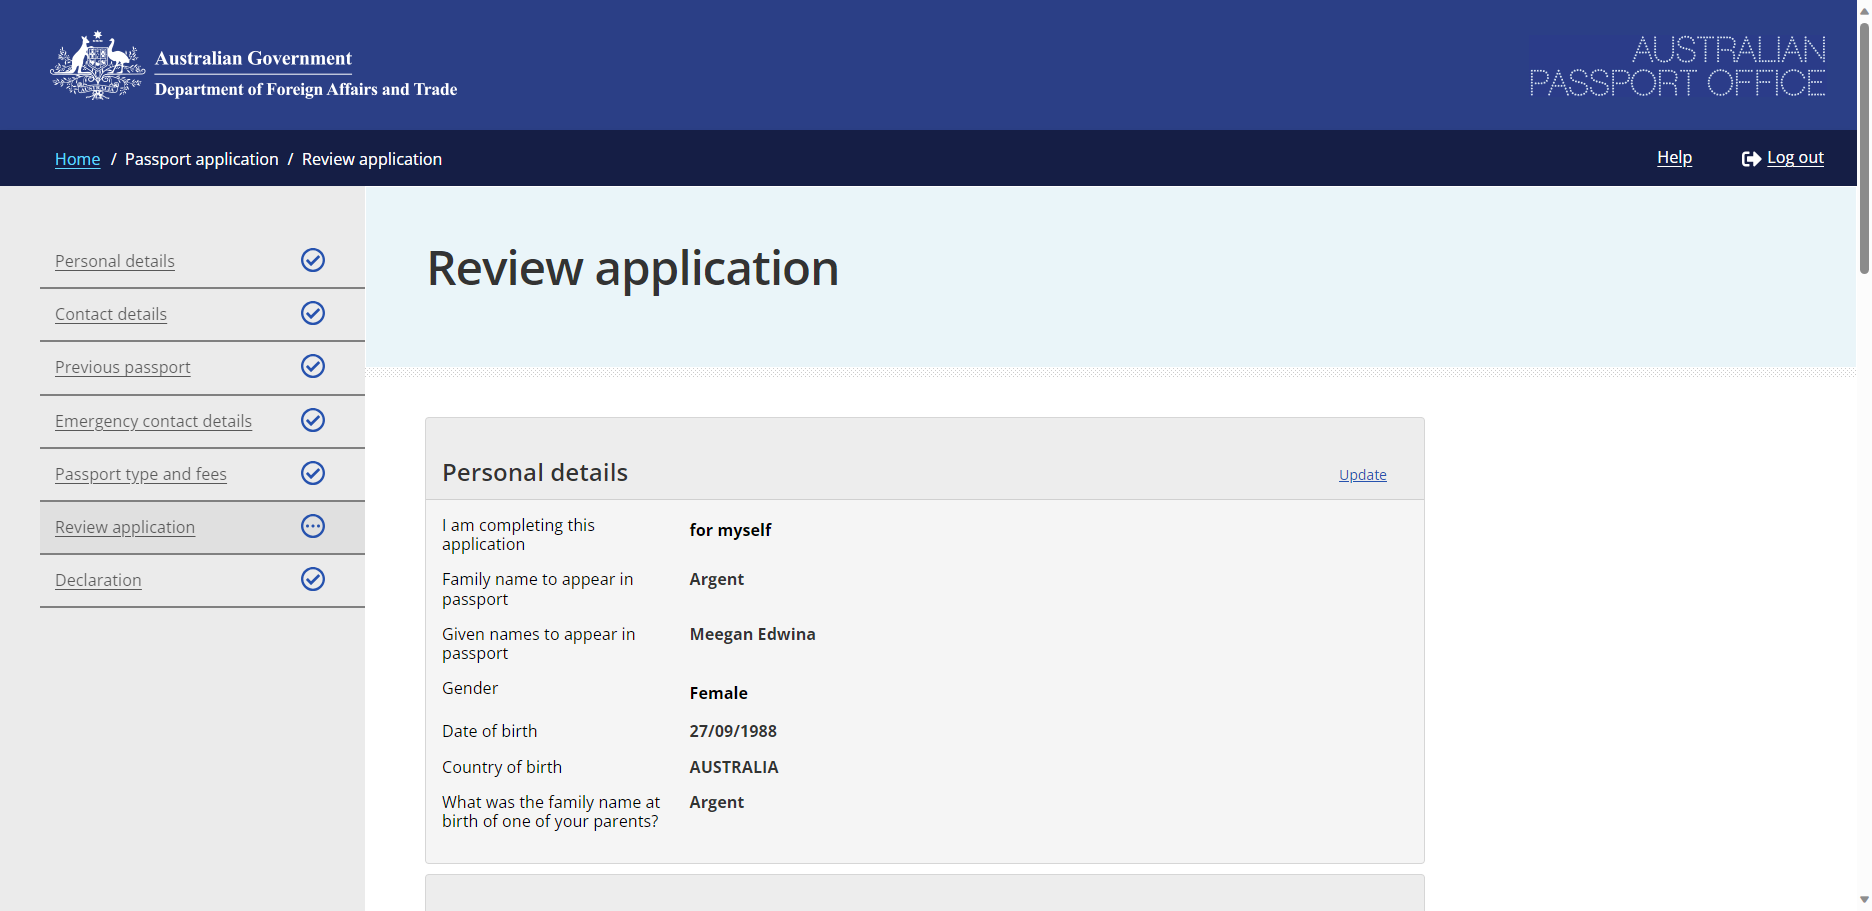 Australian Government
Department of Foreign Affairs and Trade
AUSTRALIAN
PASSPORT OFFICE
Home / Passport application / Review application
Help
Log out
Personal details
Contact details
Previous passport
Emergency contact details
Passport type and fees
Review application
Declaration
Review application
Personal details
Update
I am completing this
application
for myself
Family name to appear in
passport
Argent
Given names to appear in
passport
Meegan Edwina
Gender
Female
Date of birth
27/09/1988
Country of birth
AUSTRALIA
What was the family name at
birth of one of your parents?
Argent